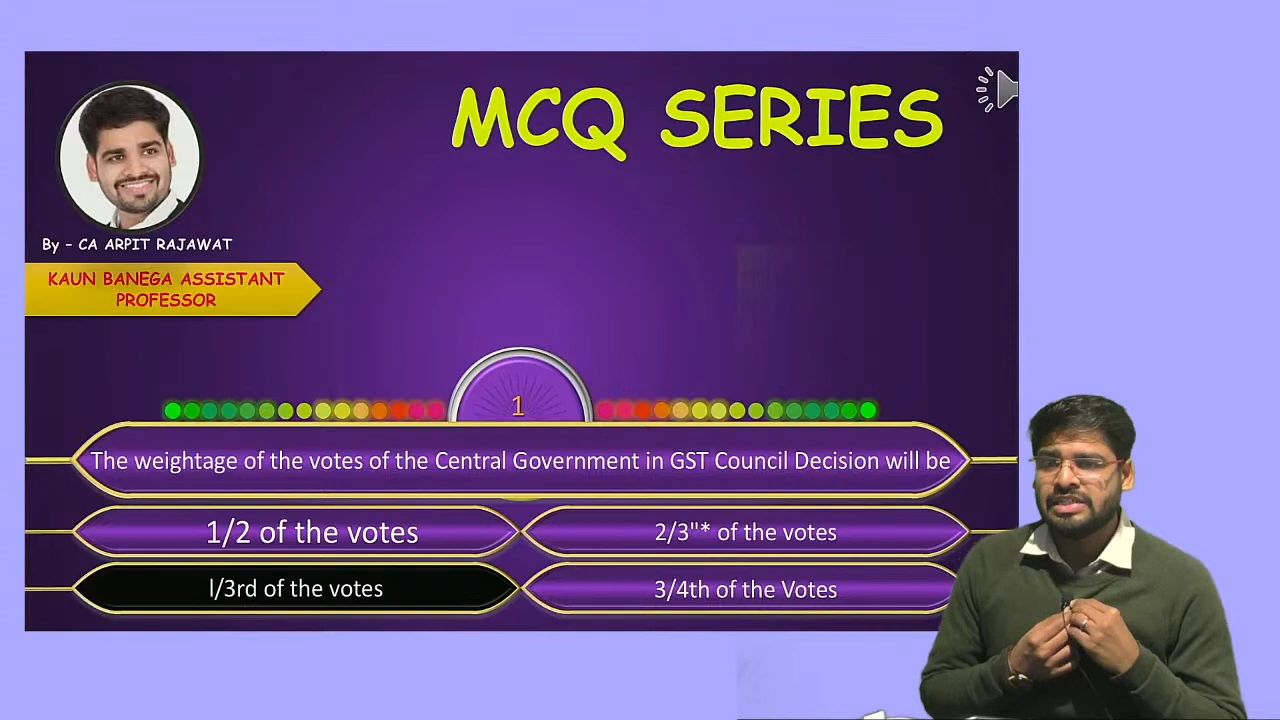 MCQ SERIES
By - CA ARPIT RAJAWAT
KAUN BANEGA ASSISTANT
PROFESSOR
1
The weightage of the votes of the Central Government in GST Council Decision will be
1/2 of the votes
2/3"* of the votes
l/3rd of the votes
3/4th of the Votes